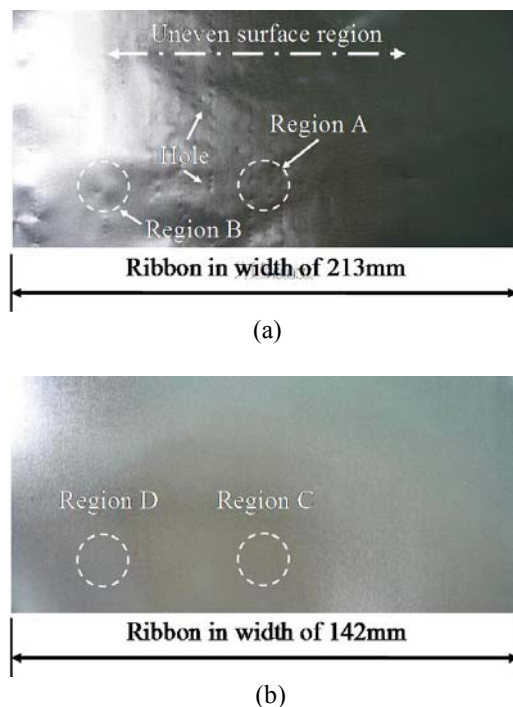 Uneven surface region
Region A
Hole
Region B
Ribbon in width of 213mm
(a)
Region D Region C
Ribbon in width of 142mm
(b)